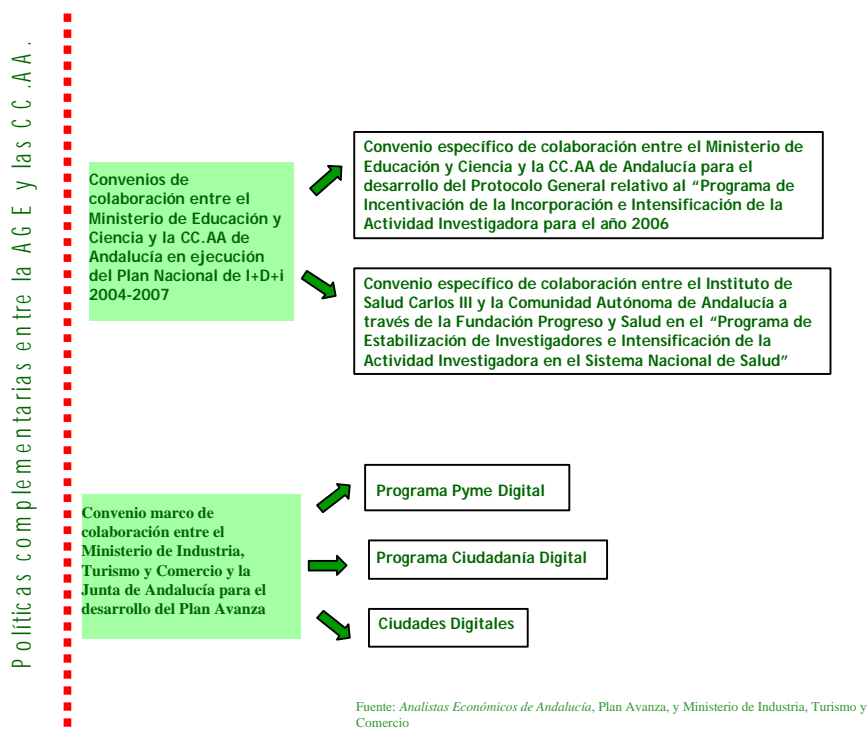 Políticas complementarias entre la AGE y las CC.AA.
Convenios de
colaboración entre el
Ministerio de Educación y
Ciencia y la CC.AA de
Andalucía en ejecución
del Plan Nacional de I+D+i
2004-2007
Convenio específico de colaboración entre el Ministerio de
Educación y Ciencia y la CC.AA de Andalucía para el
desarrollo del Protocolo General relativo al “Programa de
Incentivación de la Incorporación e Intensificación de la
Actividad Investigadora para el año 2006
Convenio específico de colaboración entre el Instituto de
Salud Carlos III y la Comunidad Autónoma de Andalucía a
través de la Fundación Progreso y Salud en el “Programa de
Estabilización de Investigadores e Intensificación de la
Actividad Investigadora en el Sistema Nacional de Salud”
Convenio marco de
colaboración entre el
Ministerio de Industria,
Turismo y Comercio y la
Junta de Andalucía para el
desarrollo del Plan Avanza
Programa Pyme Digital
Programa Ciudadanía Digital
Ciudades Digitales
Fuente: Analistas Económicos de Andalucía, Plan Avanza, y Ministerio de Industria, Turismo y
Comercio